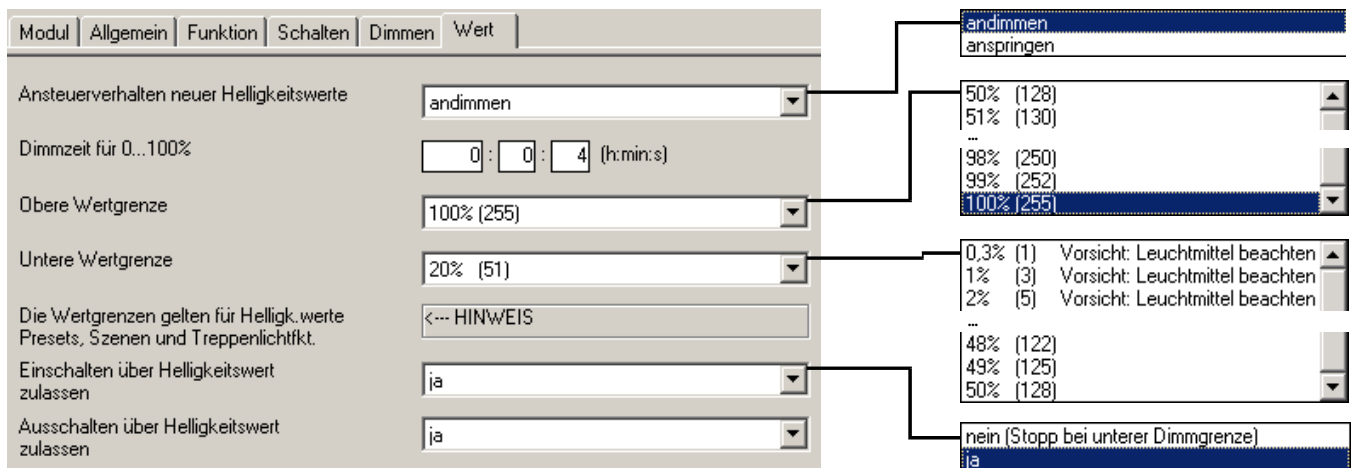 Modul Allgemein Funktion Schalten Dimmen Wert
Ansteuerverhalten neuer Helligkeitswerte
andimmen
Dimmzeit für 0...100%
0 : 0 : 4 (h:min:s)
Obere Wertgrenze
100% (255)
Untere Wertgrenze
20% (51)
Die Wertgrenzen gelten für Helligk.werte
Presets, Szenen und Treppenlichtfkt.
<--- HINWEIS
Einschalten über Helligkeitswert
zulassen
ja
Ausschalten über Helligkeitswert
zulassen
ja
andimmen
anspringen
50% (128)
51% (130)
...
98% (250)
99% (252)
100% (255)
0,3% (1) Vorsicht: Leuchtmittel beachten
1% (3) Vorsicht: Leuchtmittel beachten
2% (5) Vorsicht: Leuchtmittel beachten
...
48% (122)
49% (125)
50% (128)
nein (Stopp bei unterer Dimmgrenze)
ja